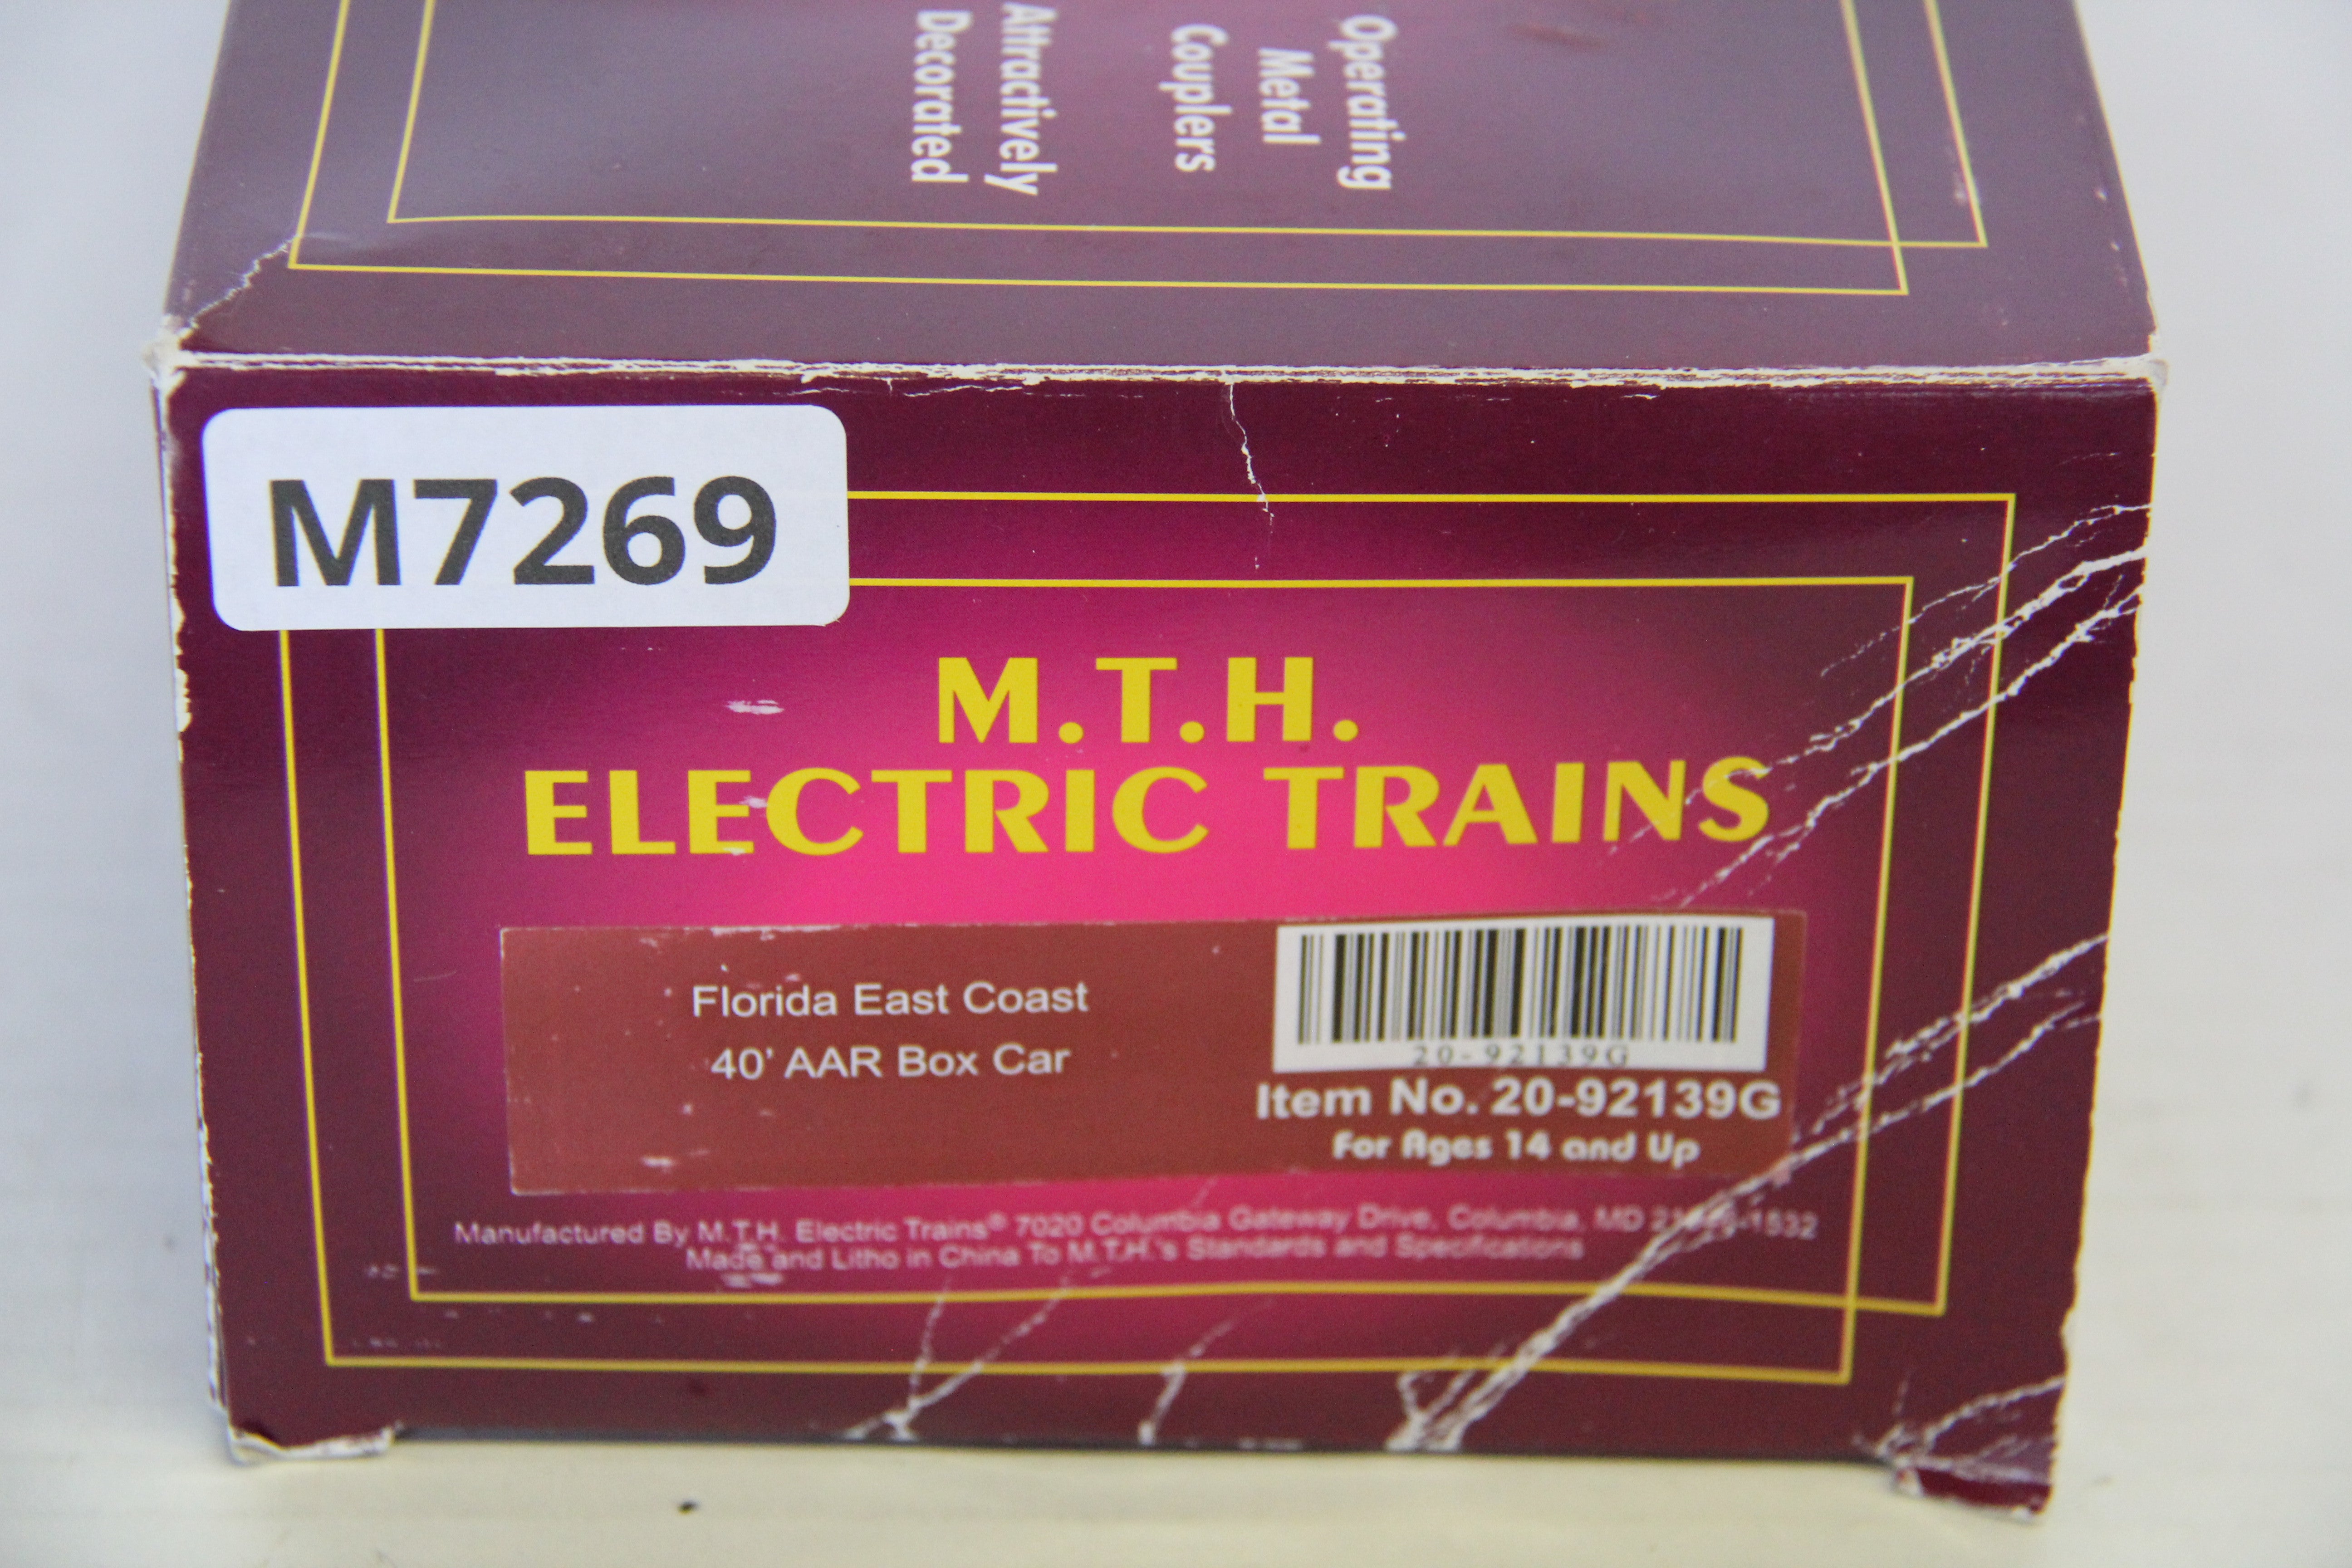 Operating
Metal
Couplers
Attractively
Decorated
M7269
M.T.H.
ELECTRIC TRAINS
Florida East Coast
40' AAR Box Car
20-92139G
Item No. 20-92139G
For Ages 14 and Up
Manufactured By M.T.H. Electric Trains® 7020 Columbia Gateway Drive, Columbia, MD
Made and Litho in China To M.T.H.'s Standards and Specifications